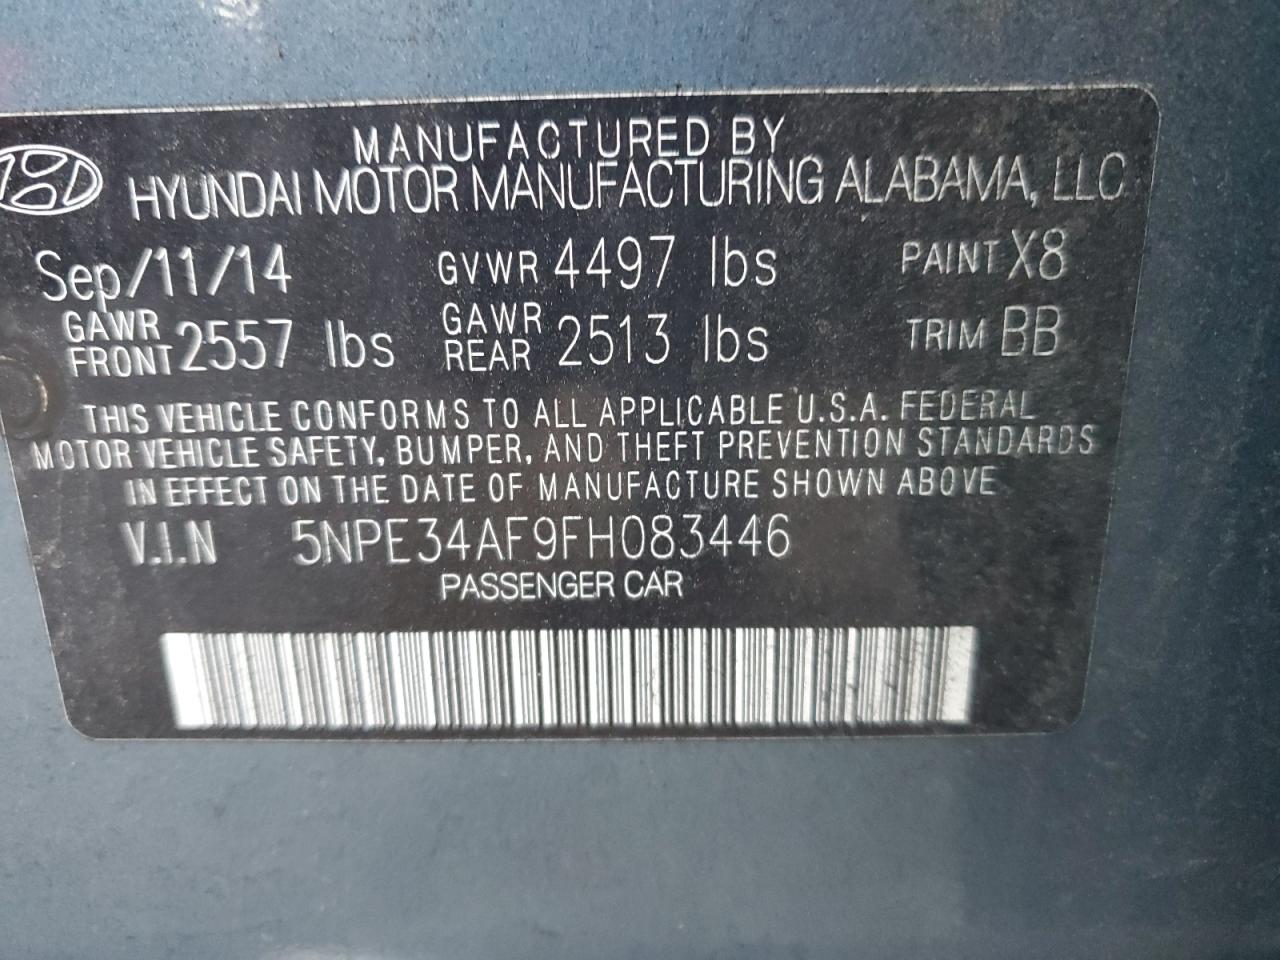 MANUFACTURED BY
HYUNDAI MOTOR MANUFACTURING ALABAMA, LLC
Sep/11/14 GVWR 4497 lbs PAINT X8
GAWR FRONT 2557 lbs GAWR REAR 2513 lbs TRIM BB
THIS VEHICLE CONFORMS TO ALL APPLICABLE U.S.A. FEDERAL
MOTOR VEHICLE SAFETY, BUMPER, AND THEFT PREVENTION STANDARDS
IN EFFECT ON THE DATE OF MANUFACTURE SHOWN ABOVE
V.I.N 5NPE34AF9FH083446
PASSENGER CAR